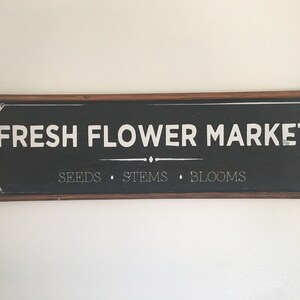 FRESH FLOWER MARKET
SEEDS • STEMS • BLOOMS